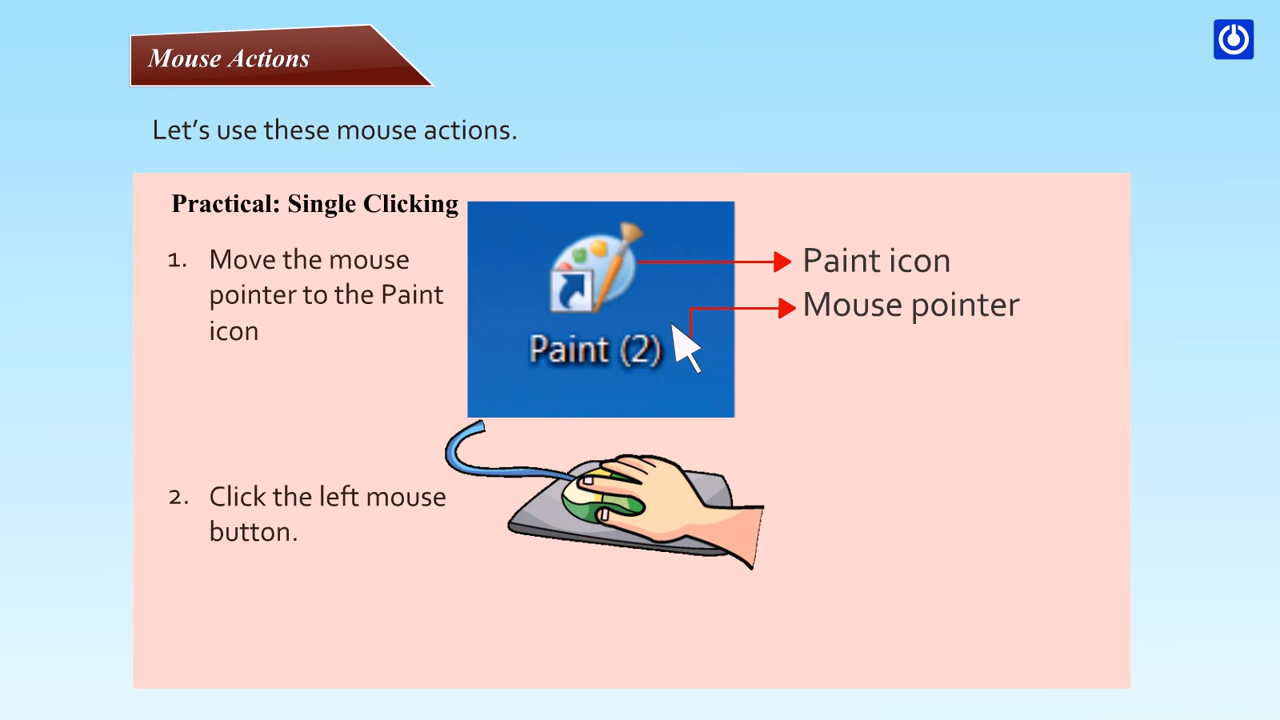 Mouse Actions
Let's use these mouse actions.
Practical: Single Clicking
1. Move the mouse
pointer to the Paint
icon
Paint (2)
Paint icon
Mouse pointer
2. Click the left mouse
button.